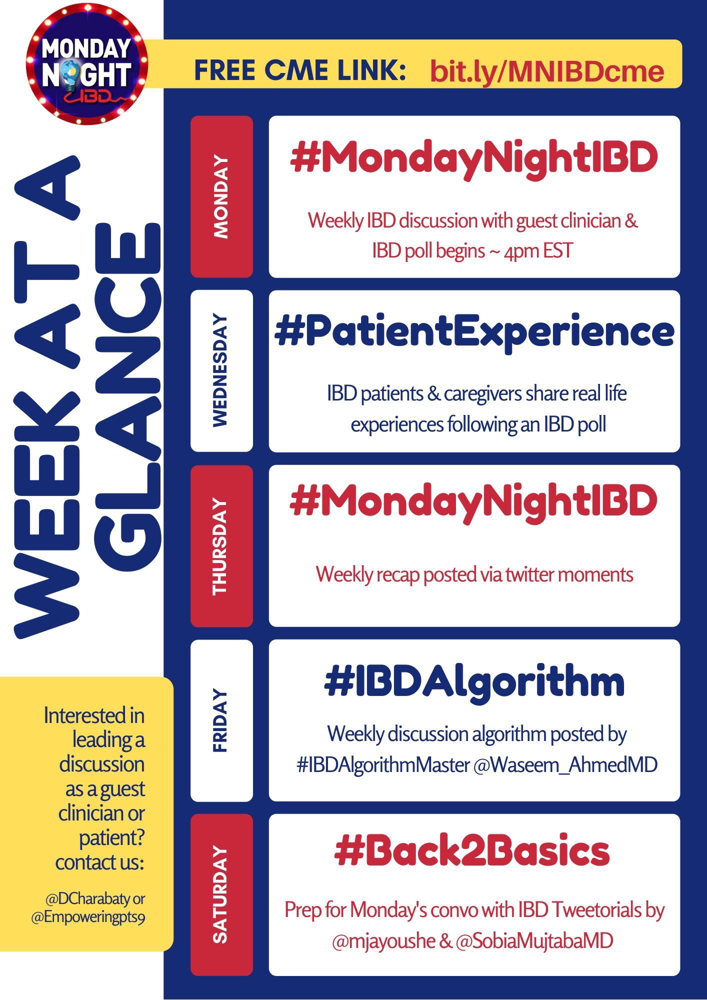 MONDAY
NIGHT
IBD
FREE CME LINK: bit.ly/MNIBDcme
WEEK AT A
GLANCE
MONDAY
#MondayNightIBD
Weekly IBD discussion with guest clinician &
IBD poll begins ~ 4pm EST
WEDNESDAY
#PatientExperience
IBD patients & caregivers share real life
experiences following an IBD poll
THURSDAY
#MondayNightIBD
Weekly recap posted via twitter moments
FRIDAY
#IBDAlgorithm
Weekly discussion algorithm posted by
#IBDAlgorithmMaster @Waseem_AhmedMD
SATURDAY
#Back2Basics
Prep for Monday's convo with IBD Tweetorials by
@mjayoushe & @SobiaMujtabaMD
Interested in
leading a
discussion
as a guest
clinician or
patient?
contact us:
@DCharabaty or
@Empoweringpts9